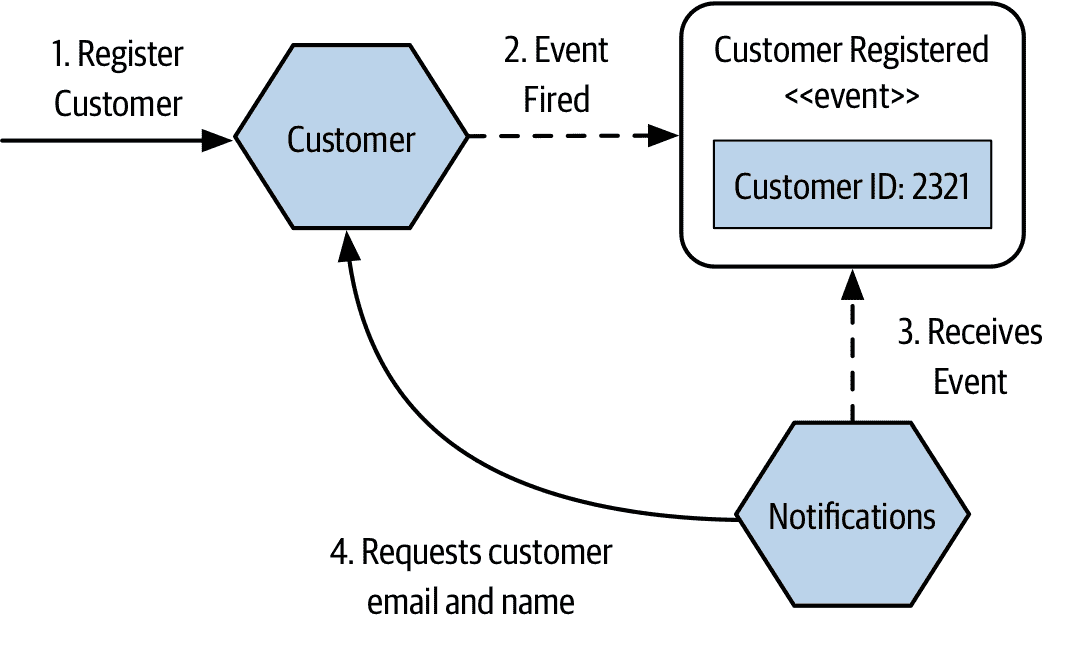 1. Register
Customer
Customer
2. Event
Fired
Customer Registered
<<event>>
Customer ID: 2321
3. Receives
Event
Notifications
4. Requests customer
email and name